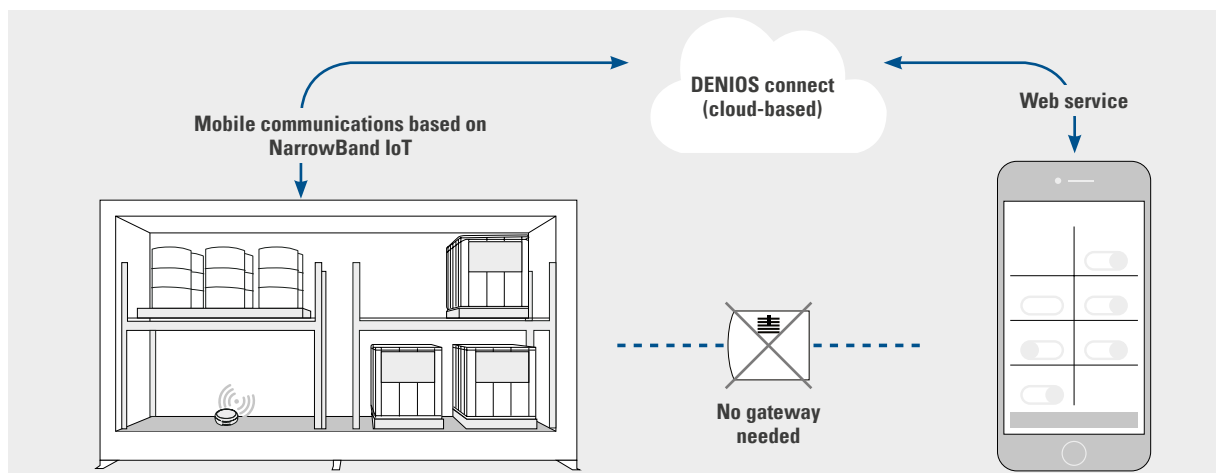 DENIOS connect
(cloud-based)
Web service
Mobile communications based on
NarrowBand IoT
No gateway
needed